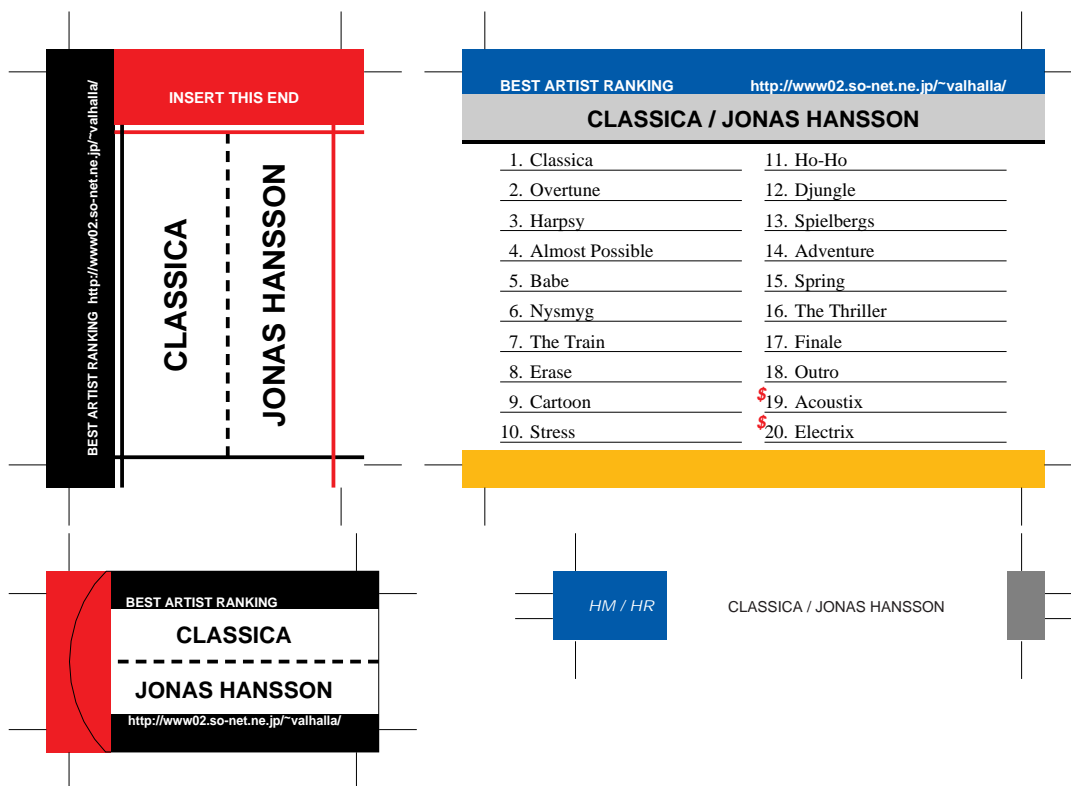 INSERT THIS END
BEST ARTIST RANKING  http://www02.so-net.ne.jp/~valhalla/
CLASSICA
JONAS HANSSON
BEST ARTIST RANKING http://www02.so-net.ne.jp/~valhalla/
CLASSICA / JONAS HANSSON
1. Classica
2. Overtune
3. Harpsy
4. Almost Possible
5. Babe
6. Nysmyg
7. The Train
8. Erase
9. Cartoon
10. Stress
11. Ho-Ho
12. Djungle
13. Spielbergs
14. Adventure
15. Spring
16. The Thriller
17. Finale
18. Outro
$19. Acoustix
$20. Electrix
BEST ARTIST RANKING
CLASSICA
JONAS HANSSON
http://www02.so-net.ne.jp/~valhalla/
HM / HR
CLASSICA / JONAS HANSSON